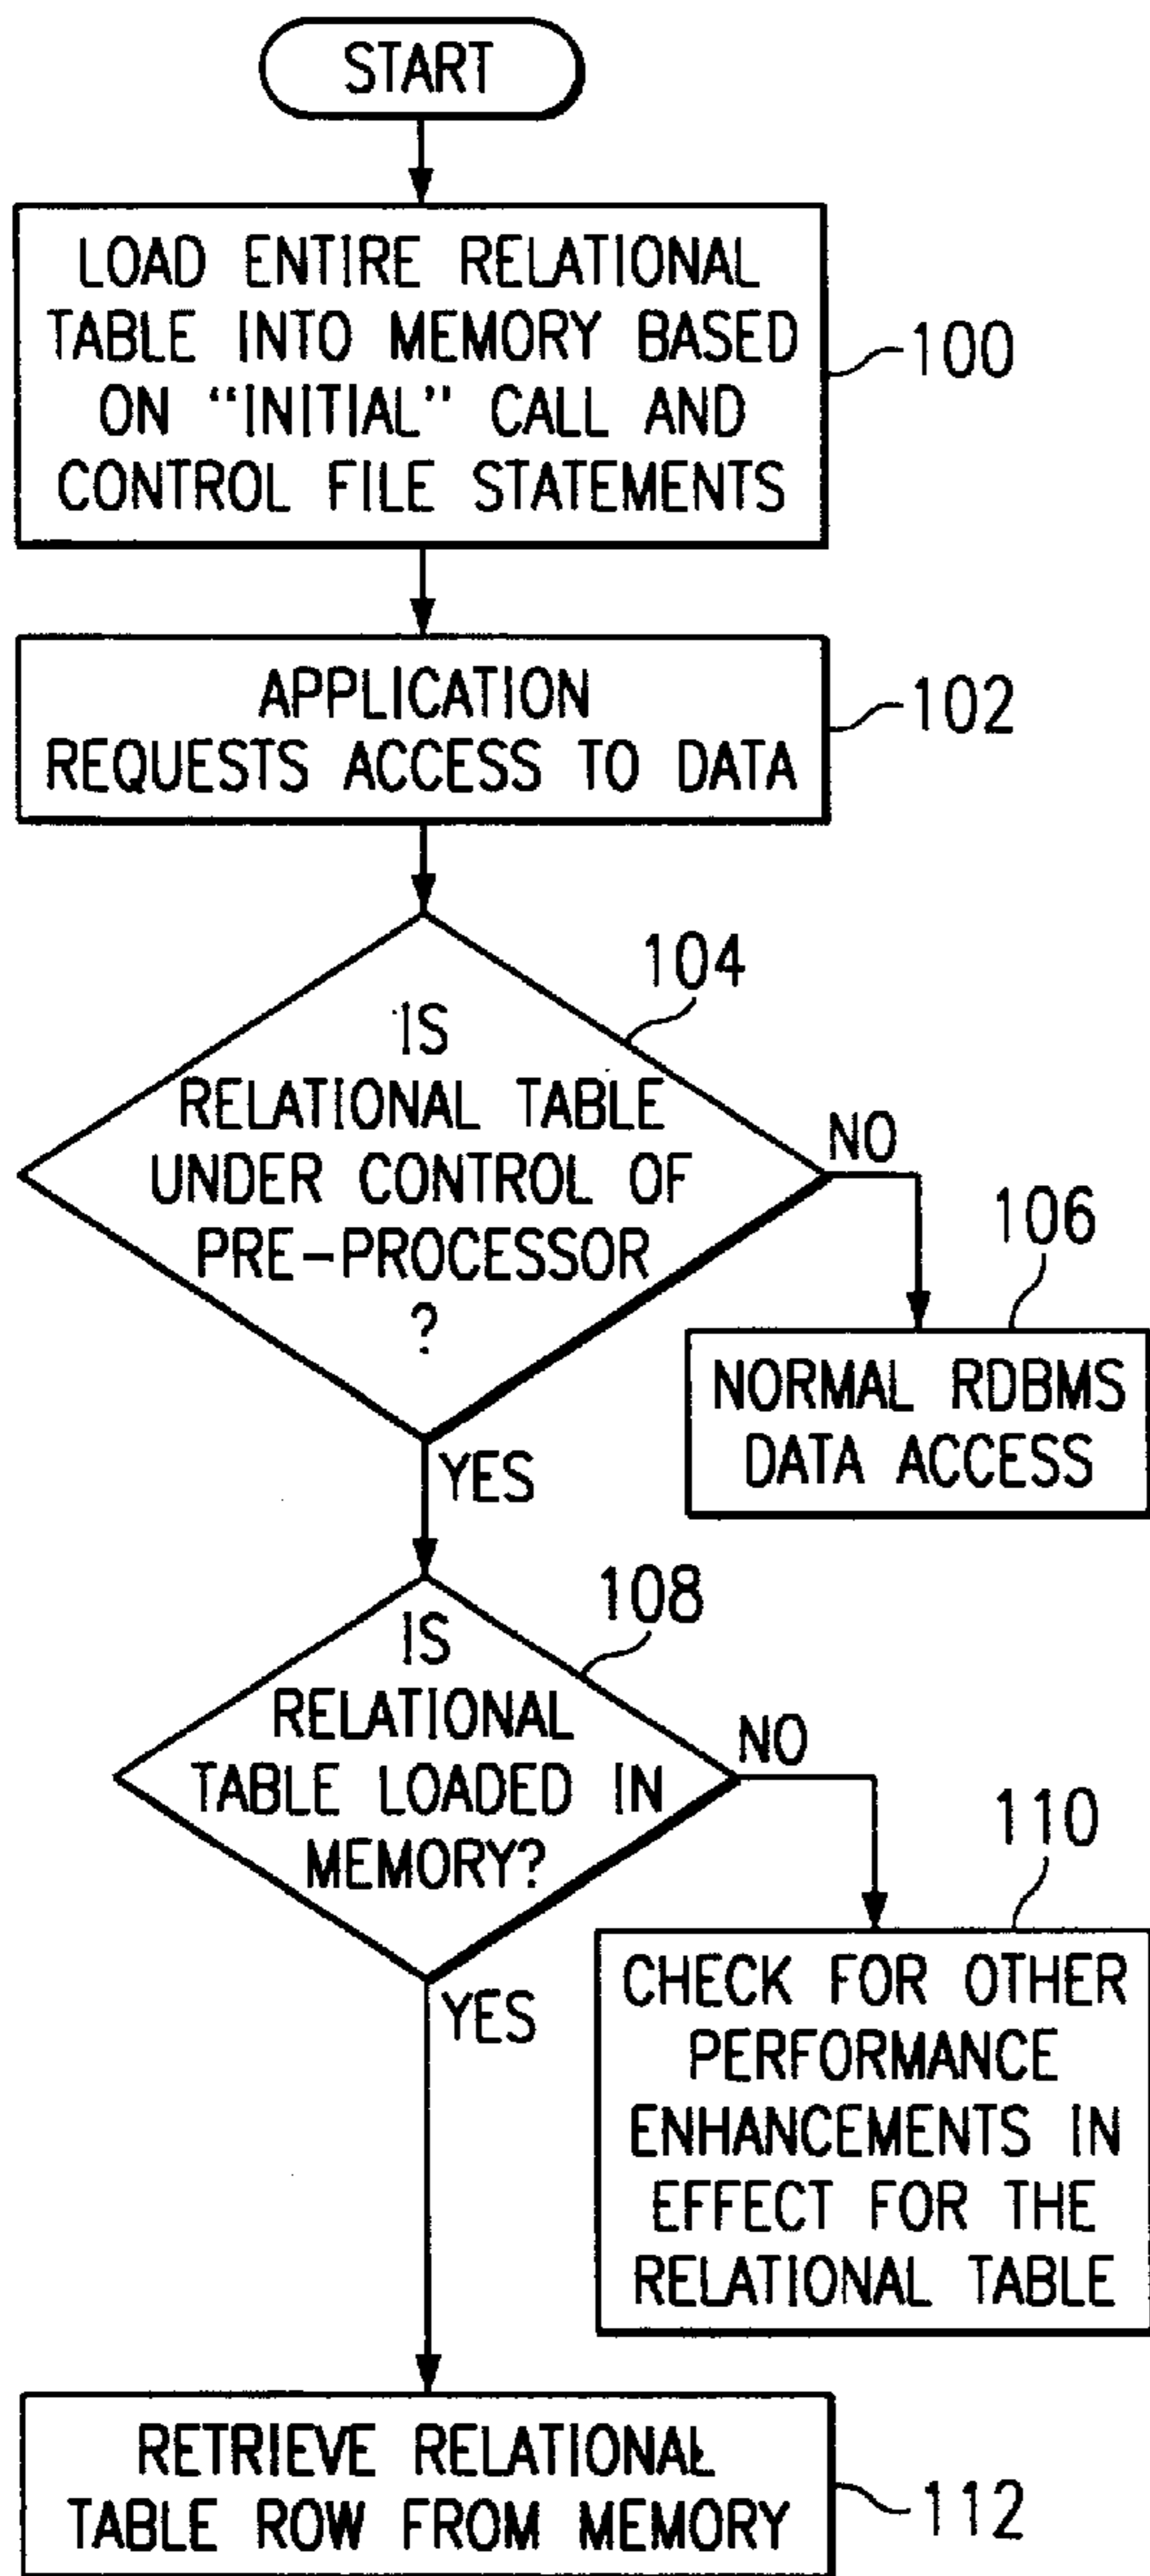 START
LOAD ENTIRE RELATIONAL
TABLE INTO MEMORY BASED
ON “INITIAL” CALL AND
CONTROL FILE STATEMENTS
100
APPLICATION
REQUESTS ACCESS TO DATA
102
104
IS
RELATIONAL TABLE
UNDER CONTROL OF
PRE-PROCESSOR
?
NO
YES
106
NORMAL RDBMS
DATA ACCESS
108
IS
RELATIONAL
TABLE LOADED IN
MEMORY?
NO
YES
110
CHECK FOR OTHER
PERFORMANCE
ENHANCEMENTS IN
EFFECT FOR THE
RELATIONAL TABLE
RETRIEVE RELATIONAL
TABLE ROW FROM MEMORY
112